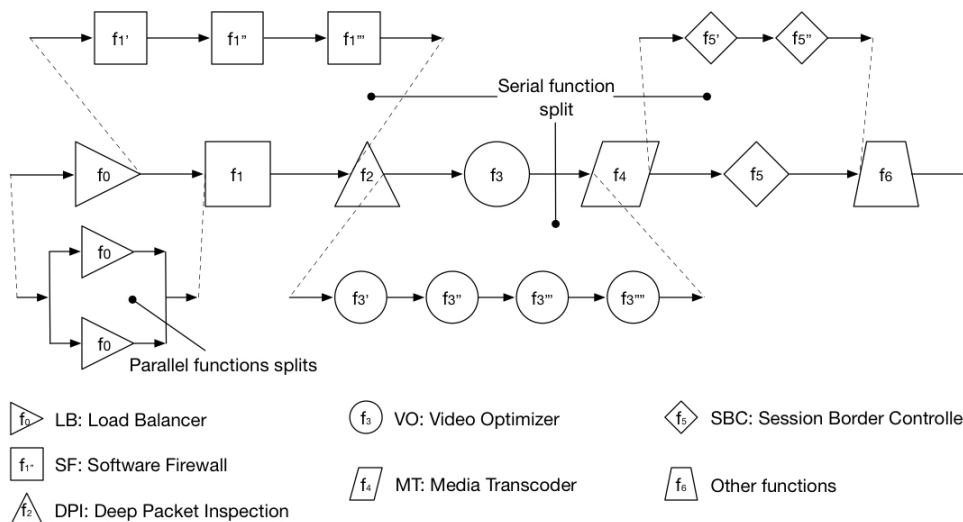 f1' f1" f1"' f5' f5"
Serial function
split
f0 f1 f2 f3 f4 f5 f6
f0
f3' f3" f3"' f3""
f0
Parallel functions splits
f0 LB: Load Balancer
f3 VO: Video Optimizer
f5 SBC: Session Border Controlle
f1" SF: Software Firewall
f4 MT: Media Transcoder
f6 Other functions
f2 DPI: Deep Packet Inspection